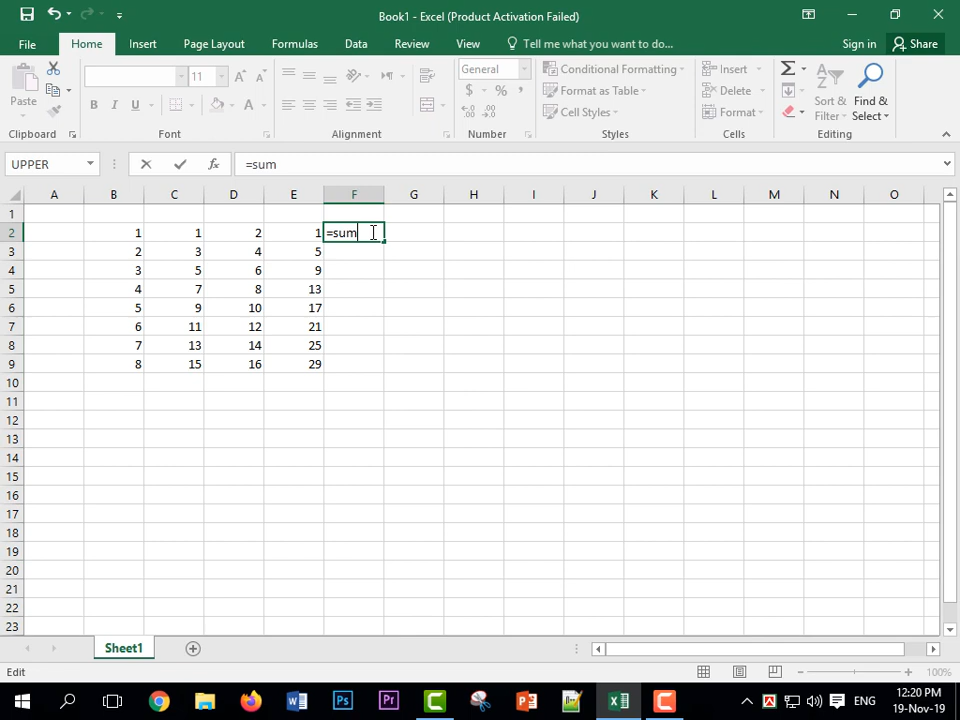 Book1 - Excel (Product Activation Failed)
File Home Insert Page Layout Formulas Data Review View Tell me what you want to do... Sign in Share
Paste
11
B I U
A A
General
$ % ,
Conditional Formatting
Format as Table
Cell Styles
Insert
Delete
Format
Sort & Filter
Find & Select
Clipboard Font Alignment Number Styles Cells Editing
UPPER fx =sum
A B C D E F G H I J K L M N O
1
2 1 1 2 1 =sum
3 2 3 4 5
4 3 5 6 9
5 4 7 8 13
6 5 9 10 17
7 6 11 12 21
8 7 13 14 25
9 8 15 16 29
10
11
12
13
14
15
16
17
18
19
20
21
22
23
Sheet1
Edit 100%
ENG
12:20 PM
19-Nov-19